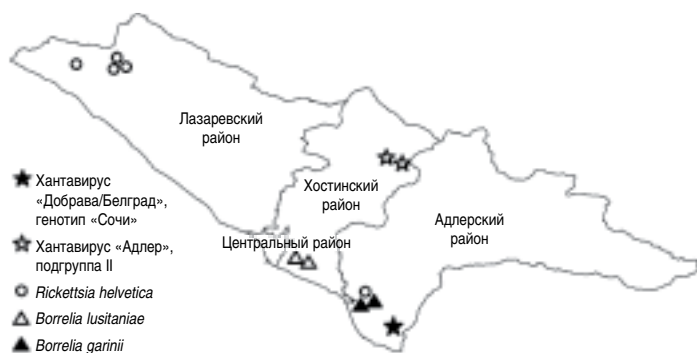 Лазаревский
район
Хостинский
район
Адлерский
район
Центральный район
Хантавирус
«Добрава/Белград»,
генотип «Сочи»
Хантавирус «Адлер»,
подгруппа II
Rickettsia helvetica
Borrelia lusitaniae
Borrelia garinii